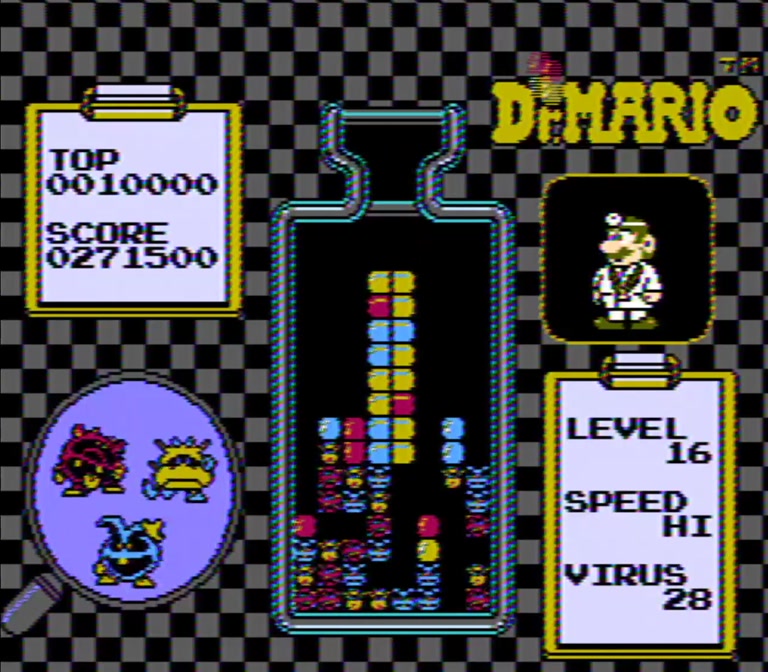 TM
Dr. MARIO
TOP
0010000
SCORE
0271500
LEVEL
16
SPEED
HI
VIRUS
28